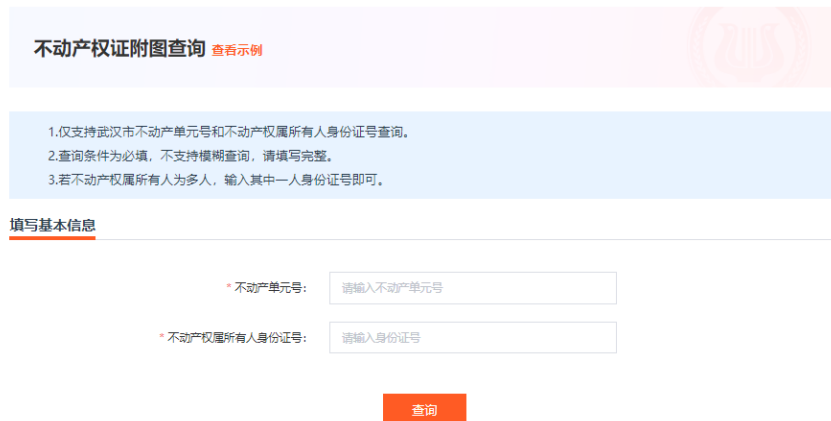 不动产权证附图查询 查看示例
1.仅支持武汉市不动产单元号和不动产权属所有人身份证号查询。
2.查询条件为必填，不支持模糊查询，请填写完整。
3.若不动产权属所有人为多人，输入其中一人身份证号即可。
填写基本信息
* 不动产单元号： 请输入不动产单元号
* 不动产权属所有人身份证号： 请输入身份证号
查询